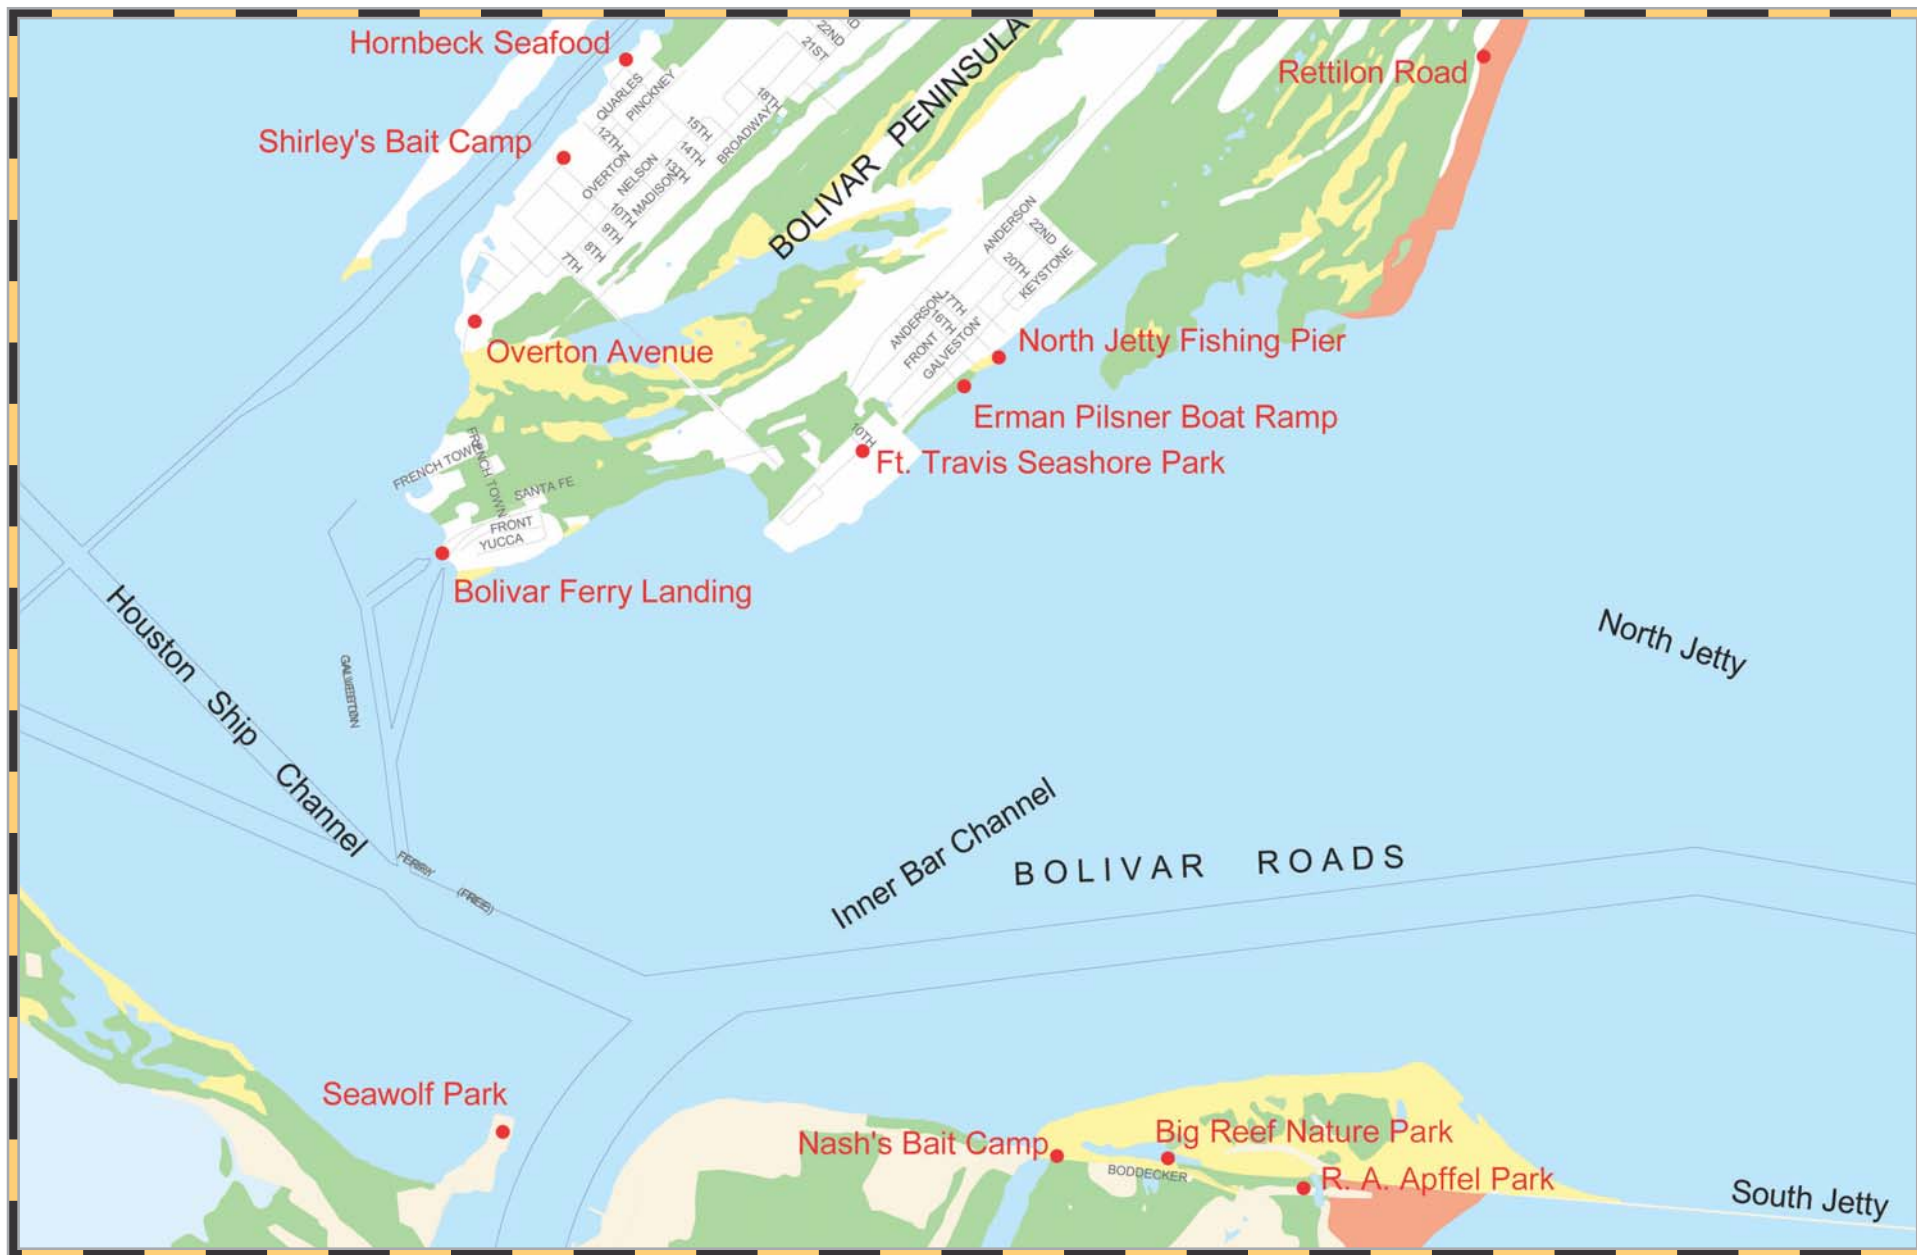 Hornbeck Seafood
Shirley's Bait Camp
Rettilon Road
BOLIVAR PENINSULA
22ND
21ST
18TH
QUARLES
PINCKNEY
12TH
15TH
14TH
13TH
BROADWAY
OVERTON
NELSON
MADISON
10TH
9TH
8TH
7TH
ANDERSON
22ND
20TH
KEYSTONE
ANDERSON
17TH
16TH
FRONT
GALVESTON
Overton Avenue
North Jetty Fishing Pier
Erman Pilsner Boat Ramp
10TH
Ft. Travis Seashore Park
FRENCH TOWN
FRENCH TOWN
SANTA FE
FRONT
YUCCA
Bolivar Ferry Landing
Houston Ship Channel
North Jetty
Inner Bar Channel
BOLIVAR ROADS
FERRY
(FREE)
Seawolf Park
Nash's Bait Camp
Big Reef Nature Park
BODDECKER
R. A. Apffel Park
South Jetty